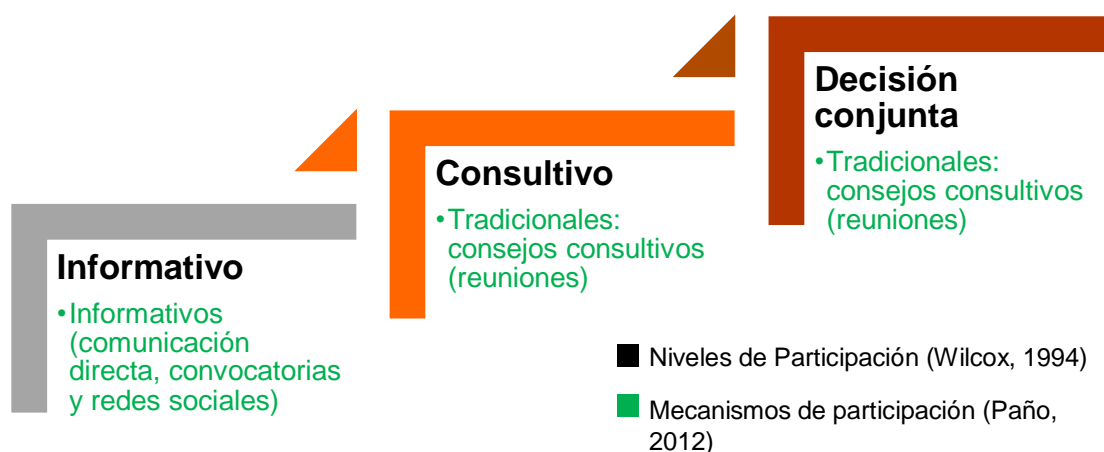 Informativo
•Informativos
(comunicación
directa, convocatorias
y redes sociales)
Consultivo
•Tradicionales:
consejos consultivos
(reuniones)
Decisión
conjunta
•Tradicionales:
consejos consultivos
(reuniones)
Niveles de Participación (Wilcox, 1994)
Mecanismos de participación (Paño,
2012)